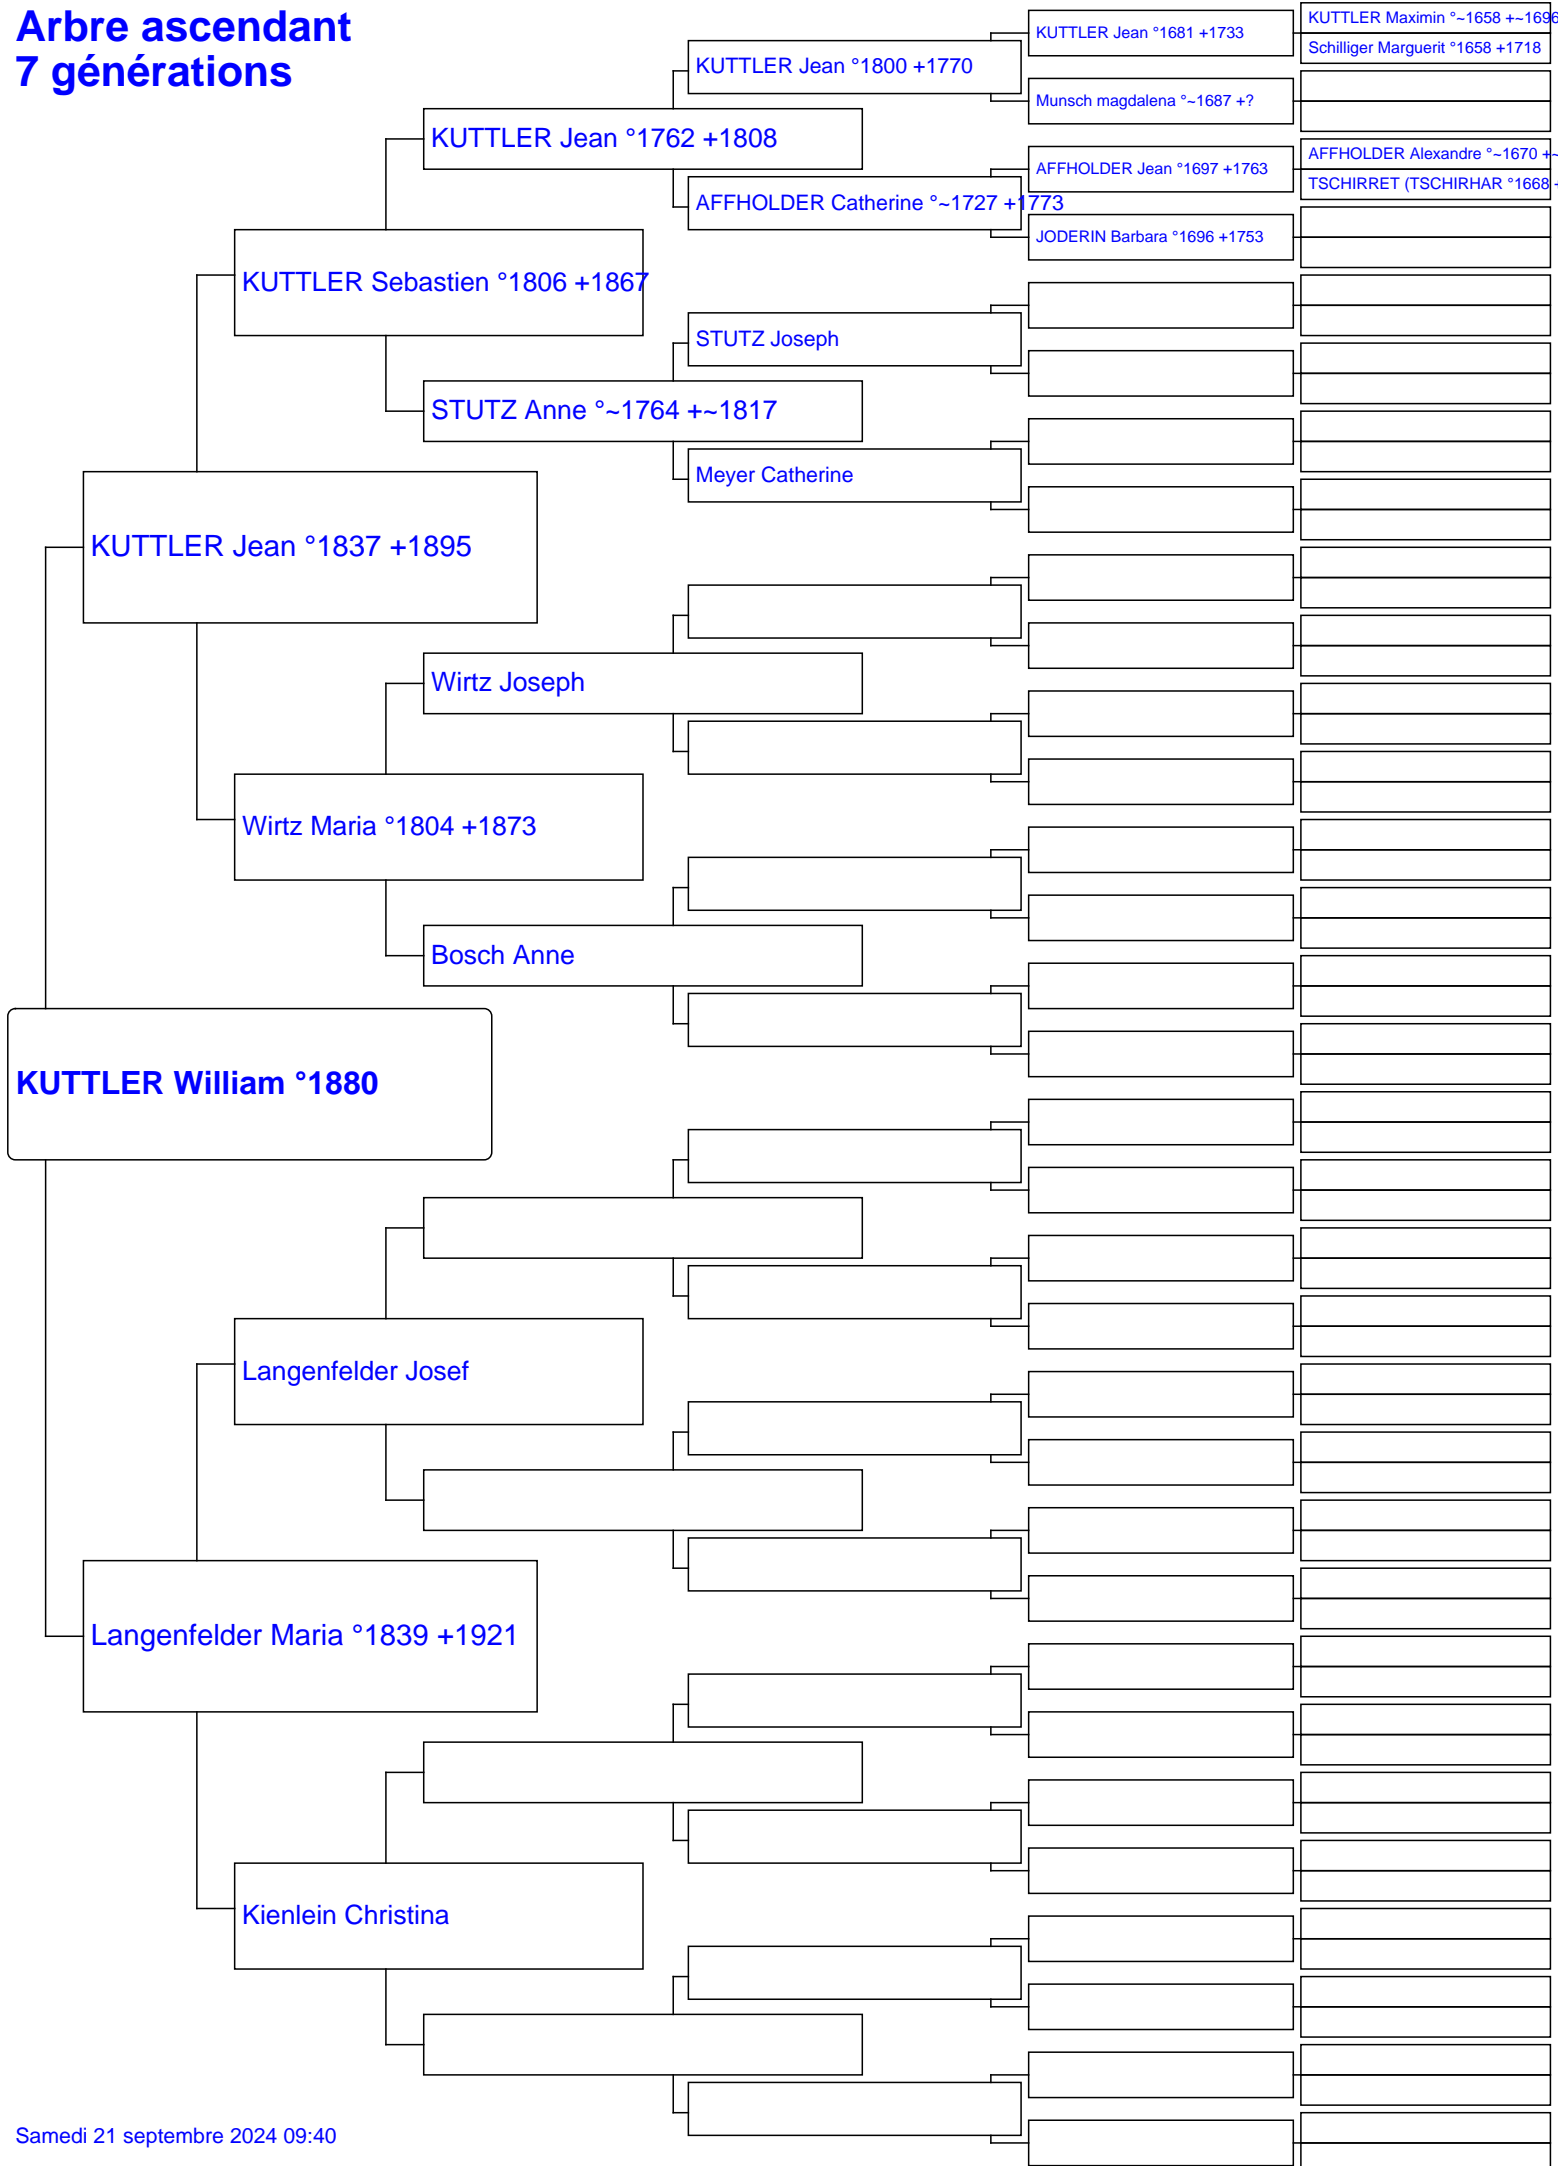 Arbre ascendant
7 générations
KUTTLER Maximin °~1658 +~1696
KUTTLER Jean °1681 +1733
Schilliger Marguerit °1658 +1718
KUTTLER Jean °1800 +1770
Munsch magdalena °~1687 +?
KUTTLER Jean °1762 +1808
AFFHOLDER Alexandre °~1670 +~
AFFHOLDER Jean °1697 +1763
TSCHIRRET (TSCHIRHAR °1668 +
AFFHOLDER Catherine °~1727 +1773
JODERIN Barbara °1696 +1753
KUTTLER Sebastien °1806 +1867
STUTZ Joseph
STUTZ Anne °~1764 +~1817
Meyer Catherine
KUTTLER Jean °1837 +1895
Wirtz Joseph
Wirtz Maria °1804 +1873
Bosch Anne
KUTTLER William °1880
Langenfelder Josef
Langenfelder Maria °1839 +1921
Kienlein Christina
Samedi 21 septembre 2024 09:40